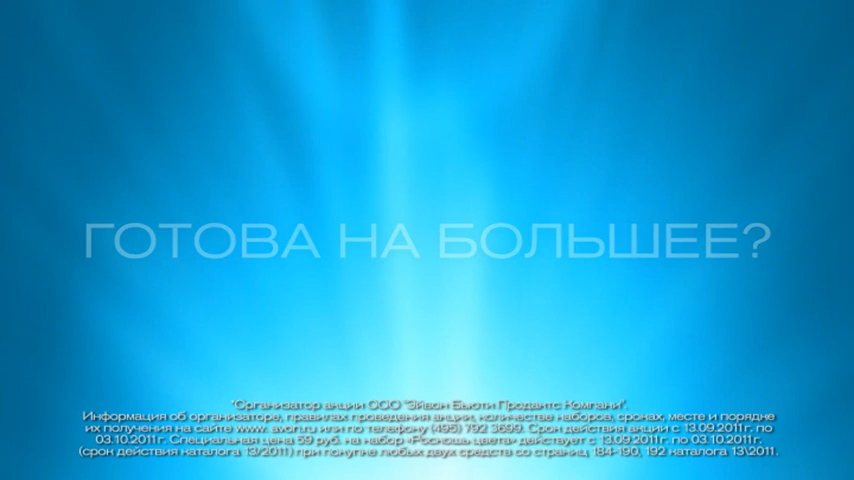 ГОТОВА НА БОЛЬШЕЕ?
*Организатор акции ООО "Эйвон Бьюти Продактс Компани".
Информация об организаторе, правилах проведения акции, количестве наборов, сроках, месте и порядке
их получения на сайте www. avon.ru или по телефону (495) 792 3699. Срок действия акции с 13.09.2011г. по
03.10.2011г. Специальная цена 59 руб. на набор «Роскошь цвета» действует с 13.09.2011г. по 03.10.2011г.
(срок действия каталога 13/2011) при покупке любых двух средств со страниц 184-190, 192 каталога 13\2011.